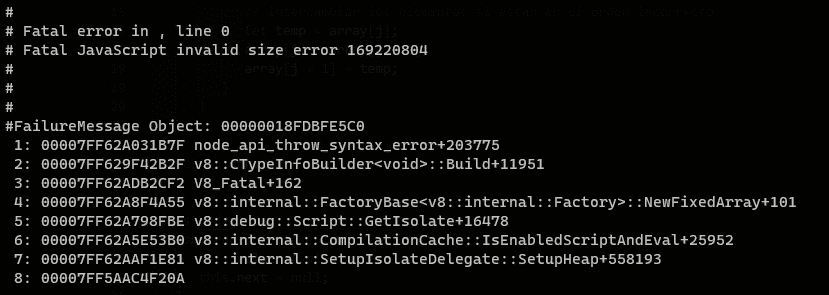 #
# Fatal error in , line 0
# Fatal JavaScript invalid size error 169220804
#
#
#
#FailureMessage Object: 00000018FDBFE5C0
1: 00007FF62A031B7F node_api_throw_syntax_error+203775
2: 00007FF629F42B2F v8::CTypeInfoBuilder<void>::Build+11951
3: 00007FF62ADB2CF2 V8_Fatal+162
4: 00007FF62A8F4A55 v8::internal::FactoryBase<v8::internal::Factory>::NewFixedArray+101
5: 00007FF62A798FBE v8::debug::Script::GetIsolate+16478
6: 00007FF62A5E53B0 v8::internal::CompilationCache::IsEnabledScriptAndEval+25952
7: 00007FF62AAF1E81 v8::internal::SetupIsolateDelegate::SetupHeap+558193
8: 00007FF5AAC4F20A